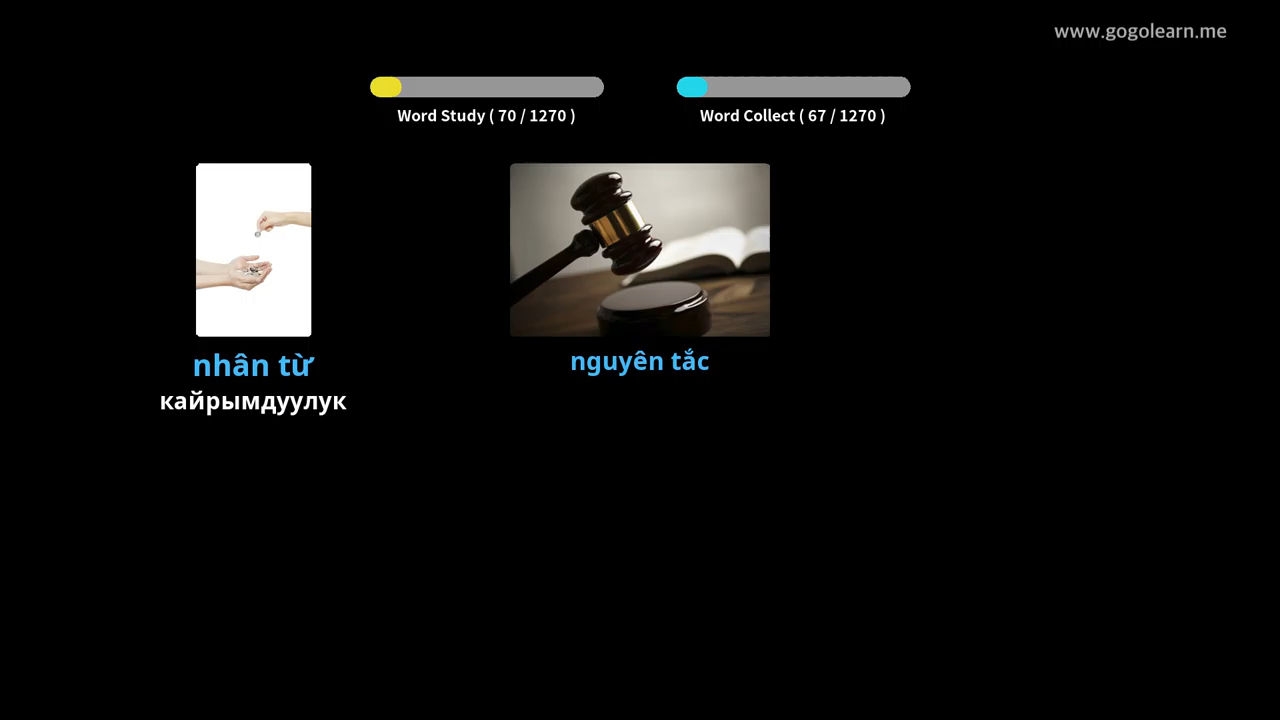 www.gogolearn.me
Word Study ( 70 / 1270 )
Word Collect ( 67 / 1270 )
nhân từ
кайрымдуулук
nguyên tắc